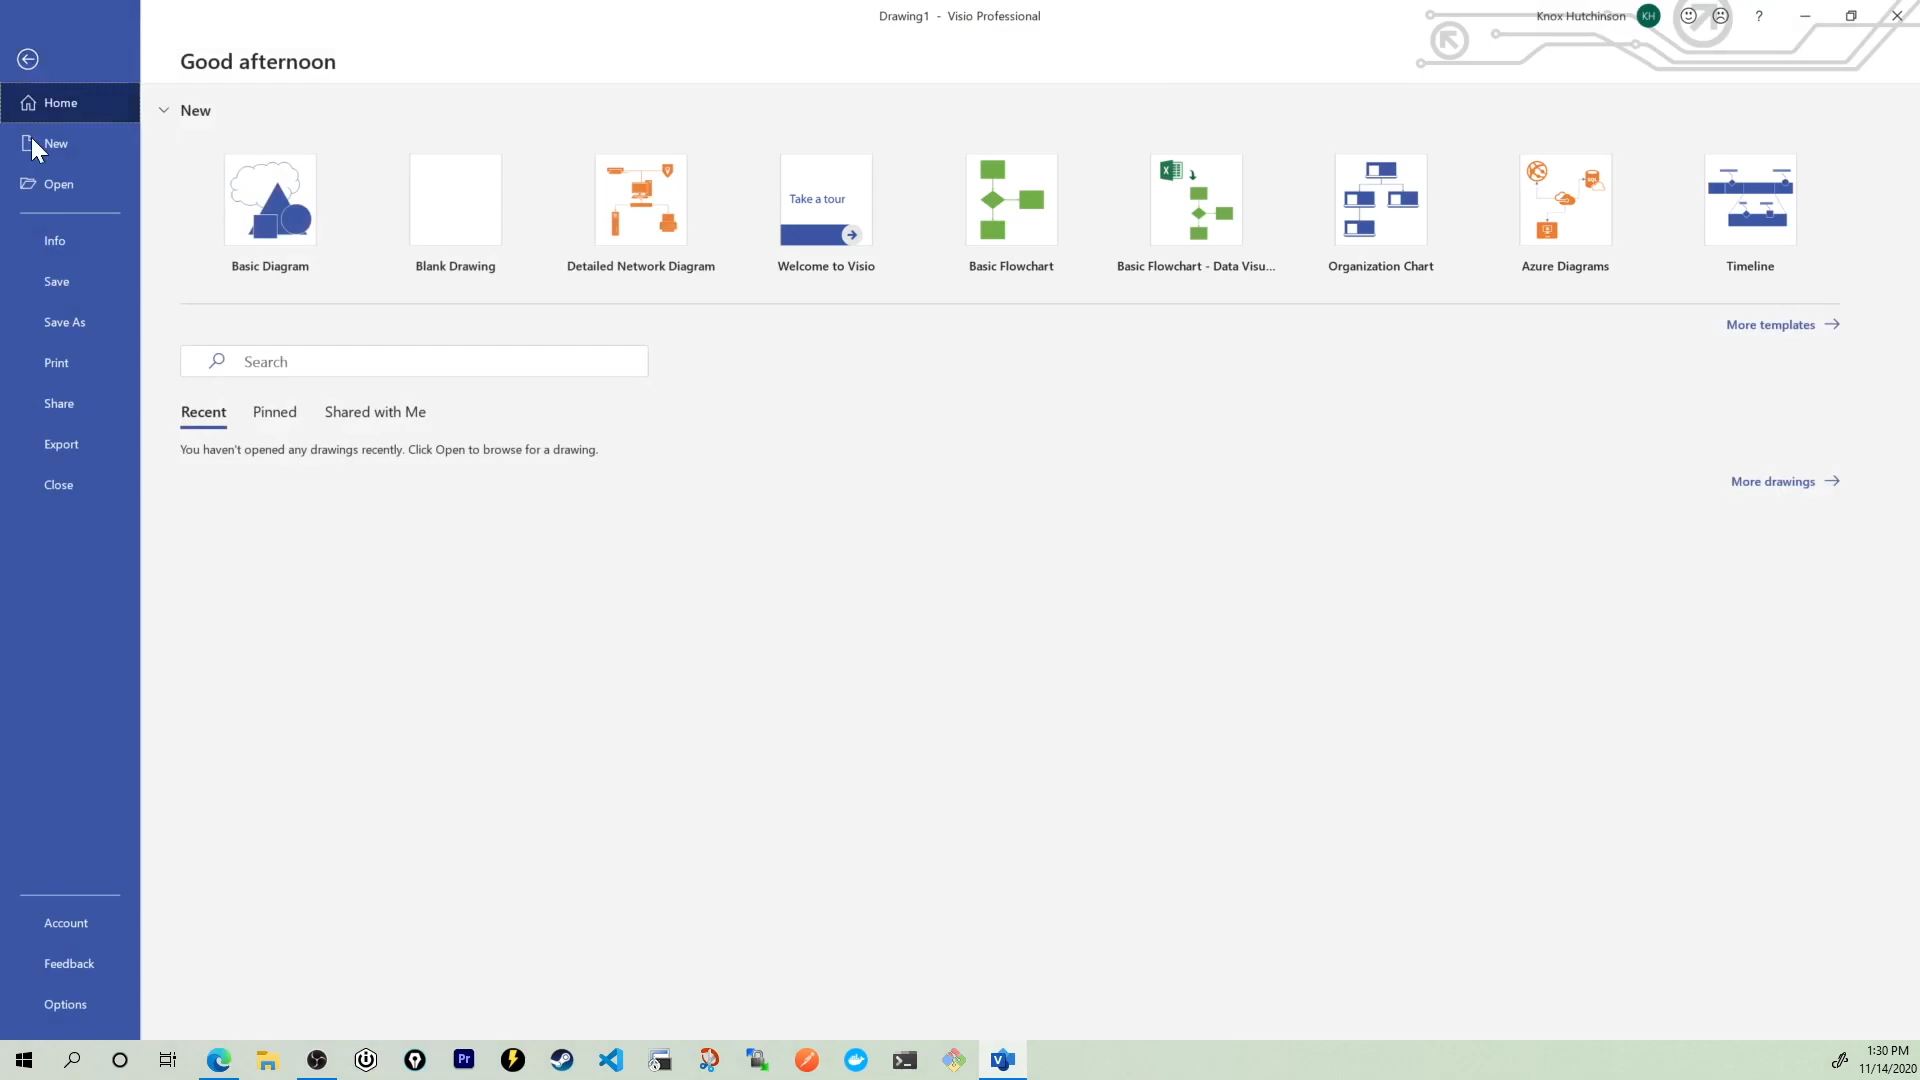 Drawing1 - Visio Professional
Knox Hutchinson
KH
?
Good afternoon
Home
New
Open
Info
Save
Save As
Print
Share
Export
Close
Account
Feedback
Options
New
Take a tour
Basic Diagram
Blank Drawing
Detailed Network Diagram
Welcome to Visio
Basic Flowchart
Basic Flowchart - Data Visu...
Organization Chart
Azure Diagrams
Timeline
More templates
Search
Recent
Pinned
Shared with Me
You haven't opened any drawings recently. Click Open to browse for a drawing.
More drawings
Pr
V
1:30 PM
11/14/2020